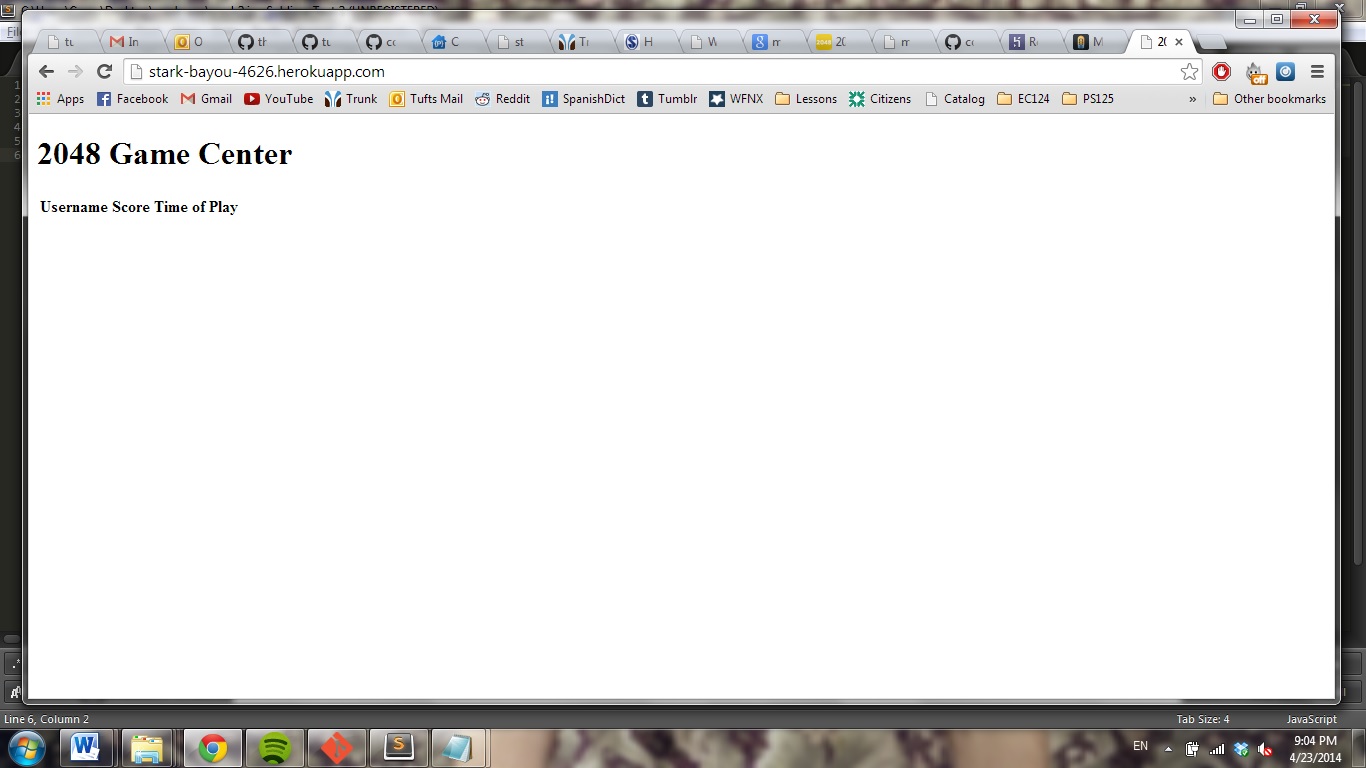 tu In O th tu co C st Tr H W m 20 m co Re M 20
stark-bayou-4626.herokuapp.com
Apps Facebook Gmail YouTube Trunk Tufts Mail Reddit SpanishDict Tumblr WFNX Lessons Citizens Catalog EC124 PS125 » Other bookmarks
2048 Game Center
Username Score Time of Play
Line 6, Column 2 Tab Size: 4 JavaScript
EN 9:04 PM
4/23/2014